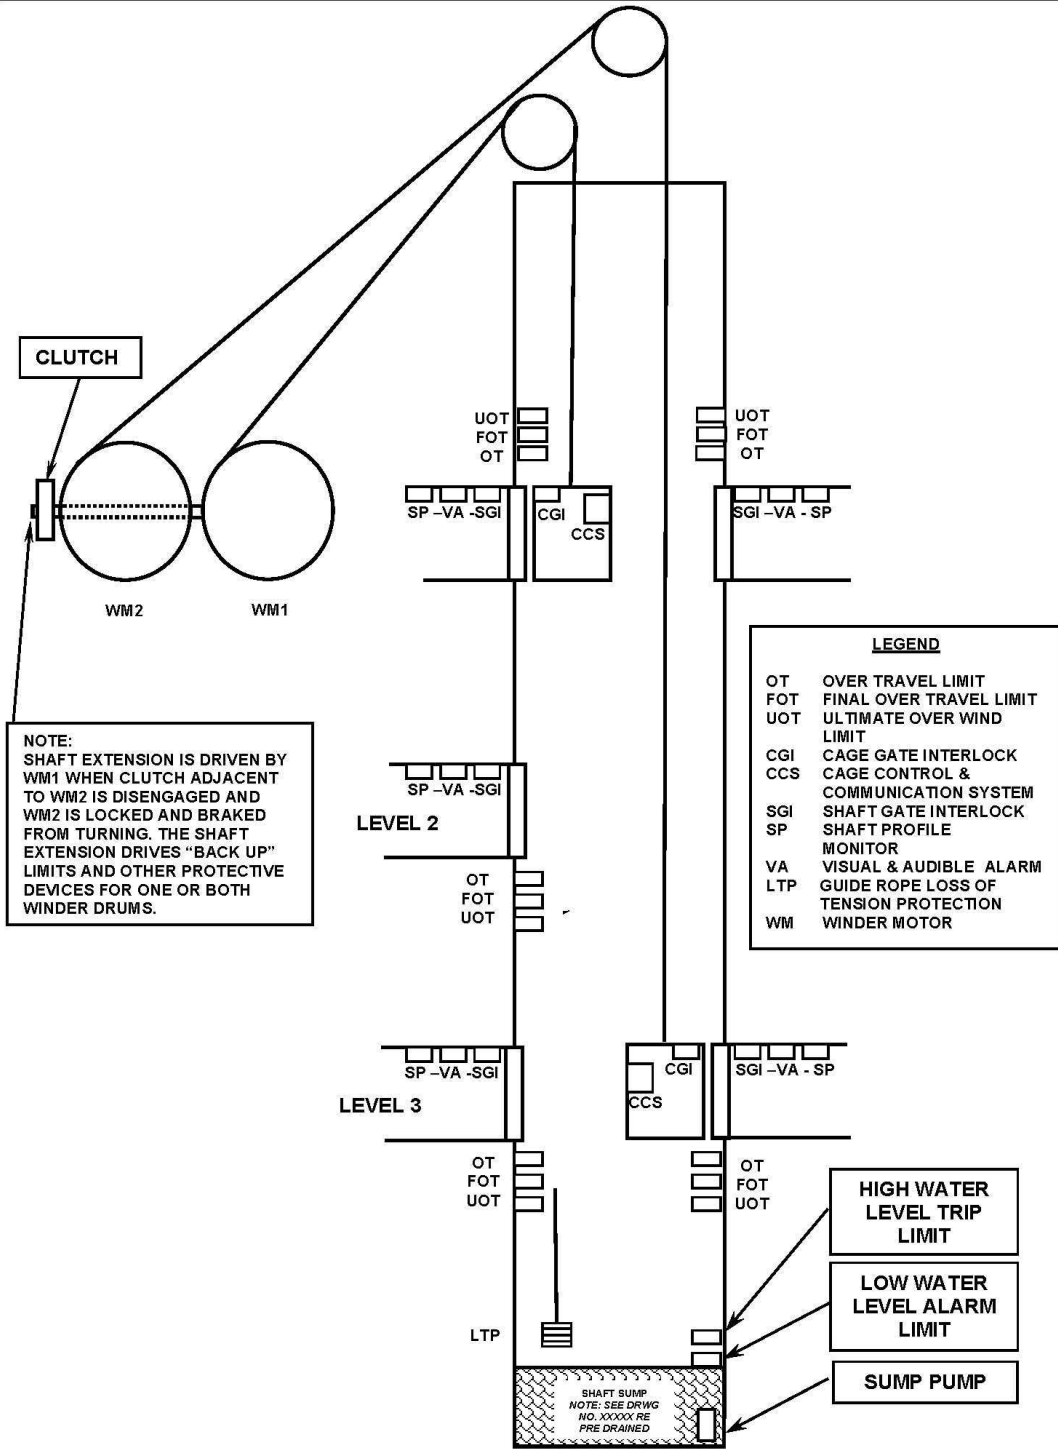 CLUTCH
UOT
FOT
OT
UOT
FOT
OT
SP –VA -SGI
CGI
CCS
SGI –VA - SP
WM2
WM1
LEGEND
OT OVER TRAVEL LIMIT
FOT FINAL OVER TRAVEL LIMIT
UOT ULTIMATE OVER WIND
LIMIT
CGI CAGE GATE INTERLOCK
CCS CAGE CONTROL &
COMMUNICATION SYSTEM
SGI SHAFT GATE INTERLOCK
SP SHAFT PROFILE
MONITOR
VA VISUAL & AUDIBLE ALARM
LTP GUIDE ROPE LOSS OF
TENSION PROTECTION
WM WINDER MOTOR
NOTE:
SHAFT EXTENSION IS DRIVEN BY
WM1 WHEN CLUTCH ADJACENT
TO WM2 IS DISENGAGED AND
WM2 IS LOCKED AND BRAKED
FROM TURNING. THE SHAFT
EXTENSION DRIVES “BACK UP”
LIMITS AND OTHER PROTECTIVE
DEVICES FOR ONE OR BOTH
WINDER DRUMS.
SP –VA -SGI
LEVEL 2
OT
FOT
UOT
SP –VA -SGI
LEVEL 3
CGI
CCS
SGI –VA - SP
OT
FOT
UOT
OT
FOT
UOT
HIGH WATER
LEVEL TRIP
LIMIT
LOW WATER
LEVEL ALARM
LIMIT
LTP
SUMP PUMP
SHAFT SUMP
NOTE: SEE DRWG
NO. XXXXX RE
PRE DRAINED